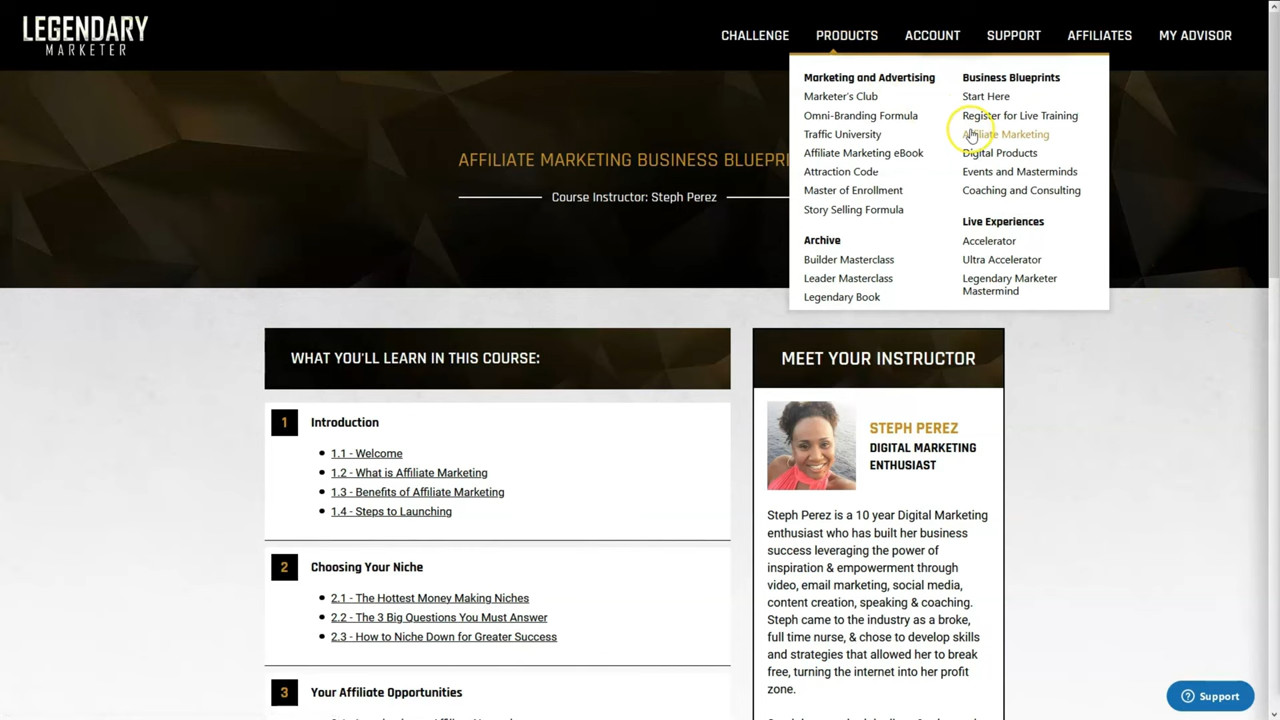 LEGENDARY
MARKETER
CHALLENGE PRODUCTS ACCOUNT SUPPORT AFFILIATES MY ADVISOR
Marketing and Advertising
Marketer's Club
Omni-Branding Formula
Traffic University
Affiliate Marketing eBook
Attraction Code
Master of Enrollment
Story Selling Formula
Archive
Builder Masterclass
Leader Masterclass
Legendary Book
Business Blueprints
Start Here
Register for Live Training
Affiliate Marketing
Digital Products
Events and Masterminds
Coaching and Consulting
Live Experiences
Accelerator
Ultra Accelerator
Legendary Marketer
Mastermind
AFFILIATE MARKETING BUSINESS BLUEPRI
Course Instructor: Steph Perez
WHAT YOU'LL LEARN IN THIS COURSE:
1 Introduction
1.1 - Welcome
1.2 - What is Affiliate Marketing
1.3 - Benefits of Affiliate Marketing
1.4 - Steps to Launching
2 Choosing Your Niche
2.1 - The Hottest Money Making Niches
2.2 - The 3 Big Questions You Must Answer
2.3 - How to Niche Down for Greater Success
3 Your Affiliate Opportunities
MEET YOUR INSTRUCTOR
STEPH PEREZ
DIGITAL MARKETING
ENTHUSIAST
Steph Perez is a 10 year Digital Marketing
enthusiast who has built her business
success leveraging the power of
inspiration & empowerment through
video, email marketing, social media,
content creation, speaking & coaching.
Steph came to the industry as a broke,
full time nurse, & chose to develop skills
and strategies that allowed her to break
free, turning the internet into her profit
zone.
Support